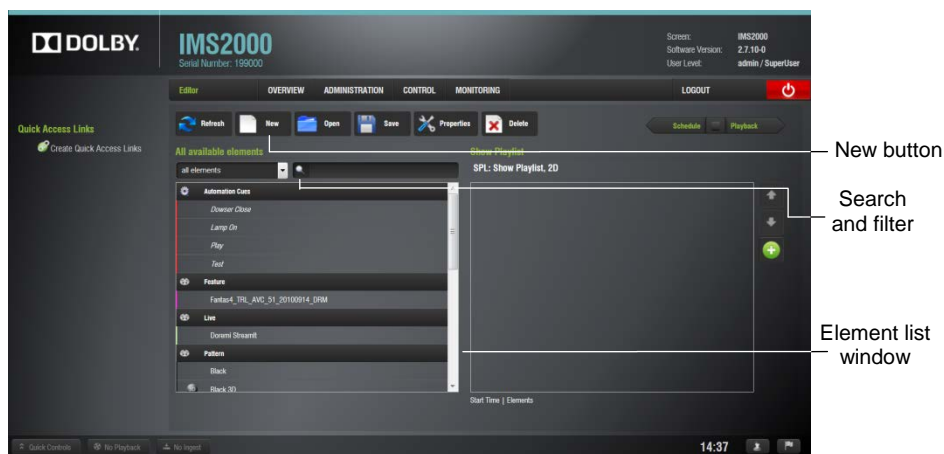 DOLBY.
IMS2000
Serial Number: 199000
Screen: IMS2000
Software Version: 2.7.10-0
User Level: admin / SuperUser
Editor OVERVIEW ADMINISTRATION CONTROL MONITORING LOGOUT
Quick Access Links
Create Quick Access Links
Refresh New Open Save Properties Delete
Schedule Playback
New button
All available elements
Show Playlist
all elements
SPL: Show Playlist, 2D
Search
and filter
Automation Cues
Dowser Close
Lamp On
Play
Test
Feature
Fantas4_TRL_AVC_51_20100914_DRM
Live
Doremi StreamIt
Pattern
Black
Black 3D
Element list
window
Start Time | Elements
Quick Controls No Playback No Ingest 14:37